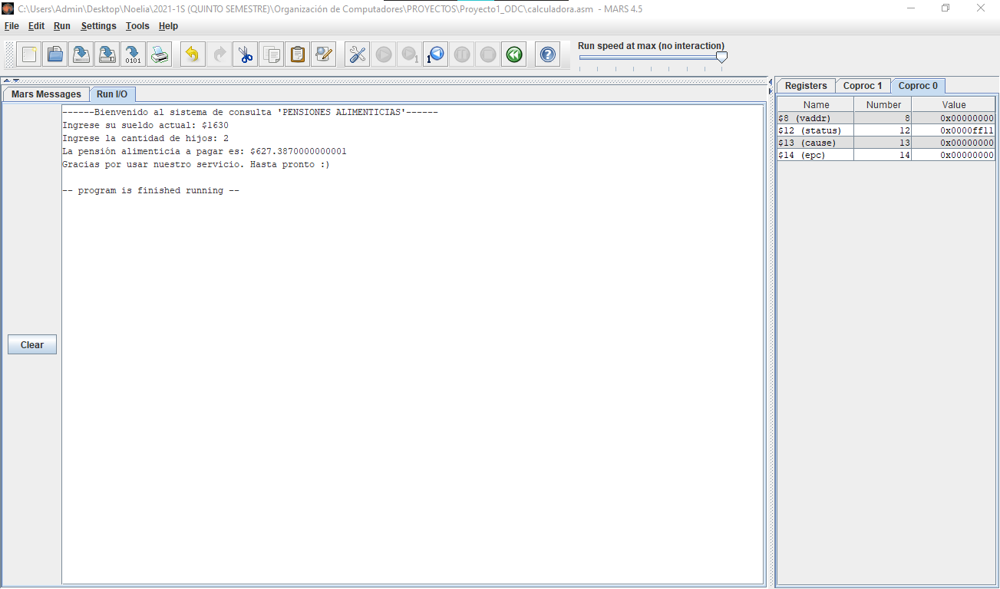 C:\Users\Admin\Desktop\Noelia\2021-1S (QUINTO SEMESTRE)\Organización de Computadores\PROYECTOS\Proyecto1_ODC\calculadora.asm - MARS 4.5
File Edit Run Settings Tools Help
0101
1
1
Run speed at max (no interaction)
Mars Messages Run I/O
------Bienvenido al sistema de consulta 'PENSIONES ALIMENTICIAS'------
Ingrese su sueldo actual: $1630
Ingrese la cantidad de hijos: 2
La pensión alimenticia a pagar es: $627.3870000000001
Gracias por usar nuestro servicio. Hasta pronto :)
-- program is finished running --
Clear
Registers Coproc 1 Coproc 0
Name Number Value
$8 (vaddr) 8 0x00000000
$12 (status) 12 0x0000ff11
$13 (cause) 13 0x00000000
$14 (epc) 14 0x00000000